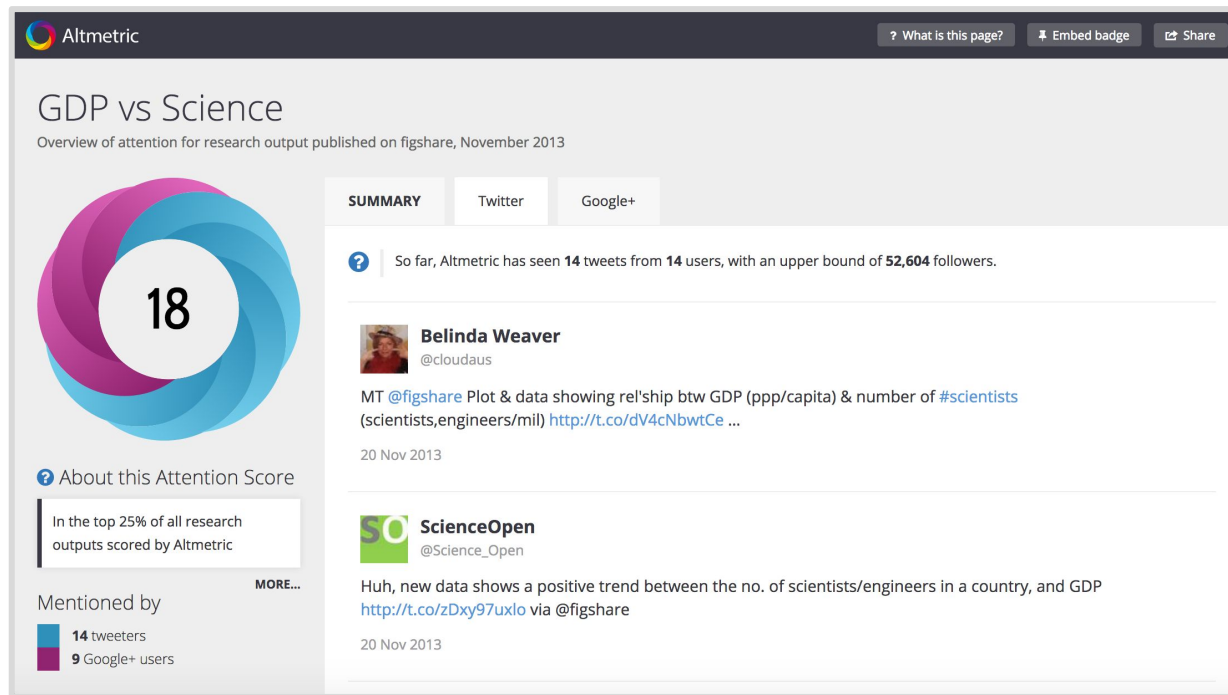 Altmetric
? What is this page?
Embed badge
Share
GDP vs Science
Overview of attention for research output published on figshare, November 2013
18
SUMMARY
Twitter
Google+
? So far, Altmetric has seen 14 tweets from 14 users, with an upper bound of 52,604 followers.
Belinda Weaver
@cloudaus
MT @figshare Plot & data showing rel'ship btw GDP (ppp/capita) & number of #scientists
(scientists,engineers/mil) http://t.co/dV4cNbwtCe ...
20 Nov 2013
SO
ScienceOpen
@Science_Open
Huh, new data shows a positive trend between the no. of scientists/engineers in a country, and GDP
http://t.co/zDxy97uxlo via @figshare
20 Nov 2013
? About this Attention Score
In the top 25% of all research
outputs scored by Altmetric
MORE...
Mentioned by
14 tweeters
9 Google+ users